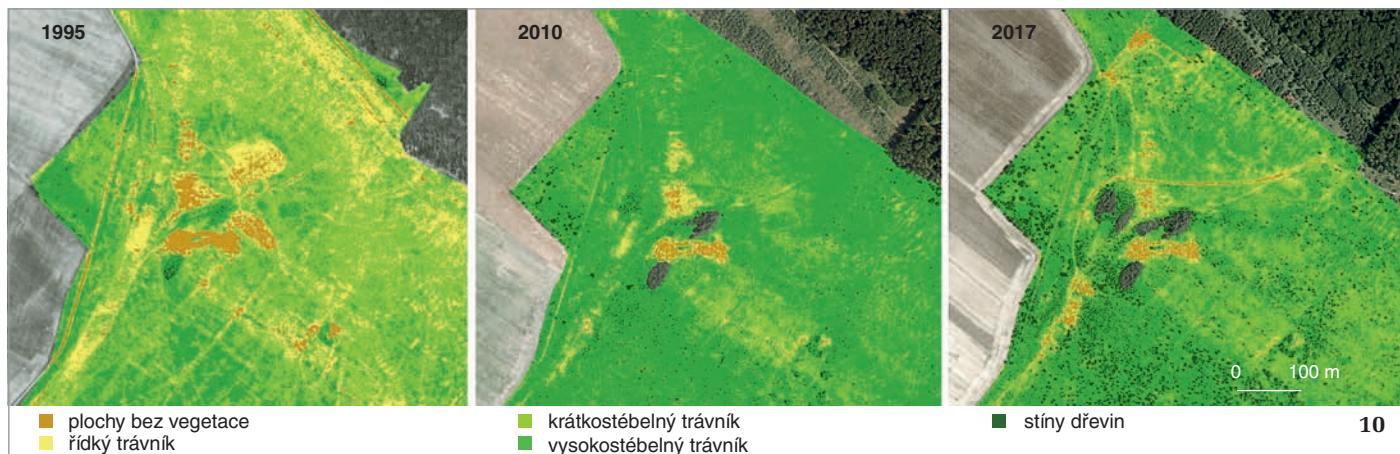 1995
2010
2017
0 100 m
plochy bez vegetace
řídký trávník
krátkostébelný trávník
vysokostébelný trávník
stíny dřevin
10